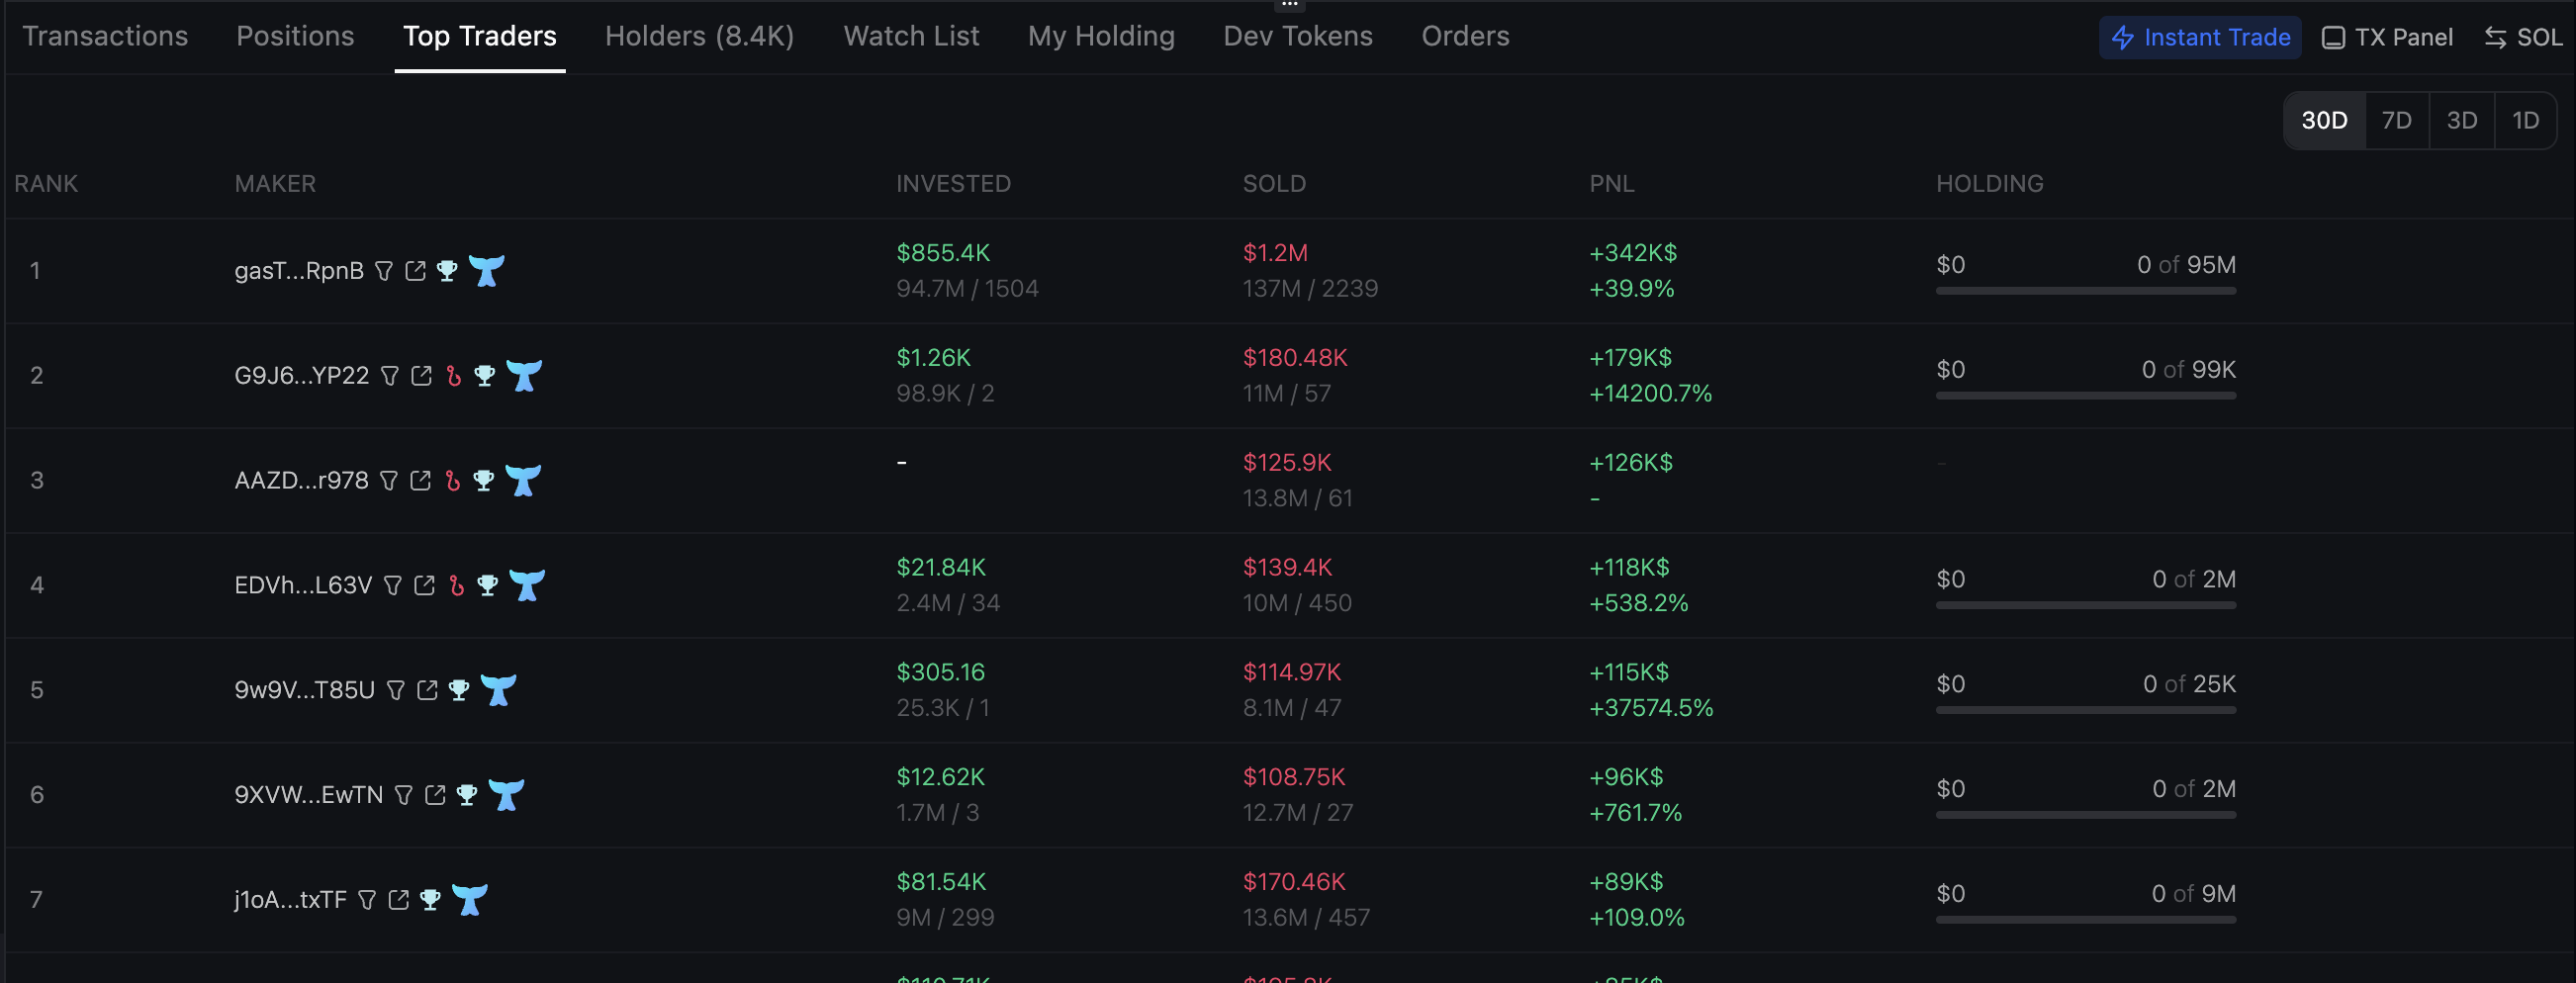 Transactions Positions Top Traders Holders (8.4K) Watch List My Holding Dev Tokens Orders Instant Trade TX Panel SOL
30D 7D 3D 1D
RANK MAKER INVESTED SOLD PNL HOLDING
1 gasT...RpnB $855.4K $1.2M +342K$ $0 0 of 95M
94.7M / 1504 137M / 2239 +39.9%
2 G9J6...YP22 $1.26K $180.48K +179K$ $0 0 of 99K
98.9K / 2 11M / 57 +14200.7%
3 AAZD...r978 - $125.9K +126K$ -
13.8M / 61 -
4 EDVh...L63V $21.84K $139.4K +118K$ $0 0 of 2M
2.4M / 34 10M / 450 +538.2%
5 9w9V...T85U $305.16 $114.97K +115K$ $0 0 of 25K
25.3K / 1 8.1M / 47 +37574.5%
6 9XVW...EwTN $12.62K $108.75K +96K$ $0 0 of 2M
1.7M / 3 12.7M / 27 +761.7%
7 j1oA...txTF $81.54K $170.46K +89K$ $0 0 of 9M
9M / 299 13.6M / 457 +109.0%